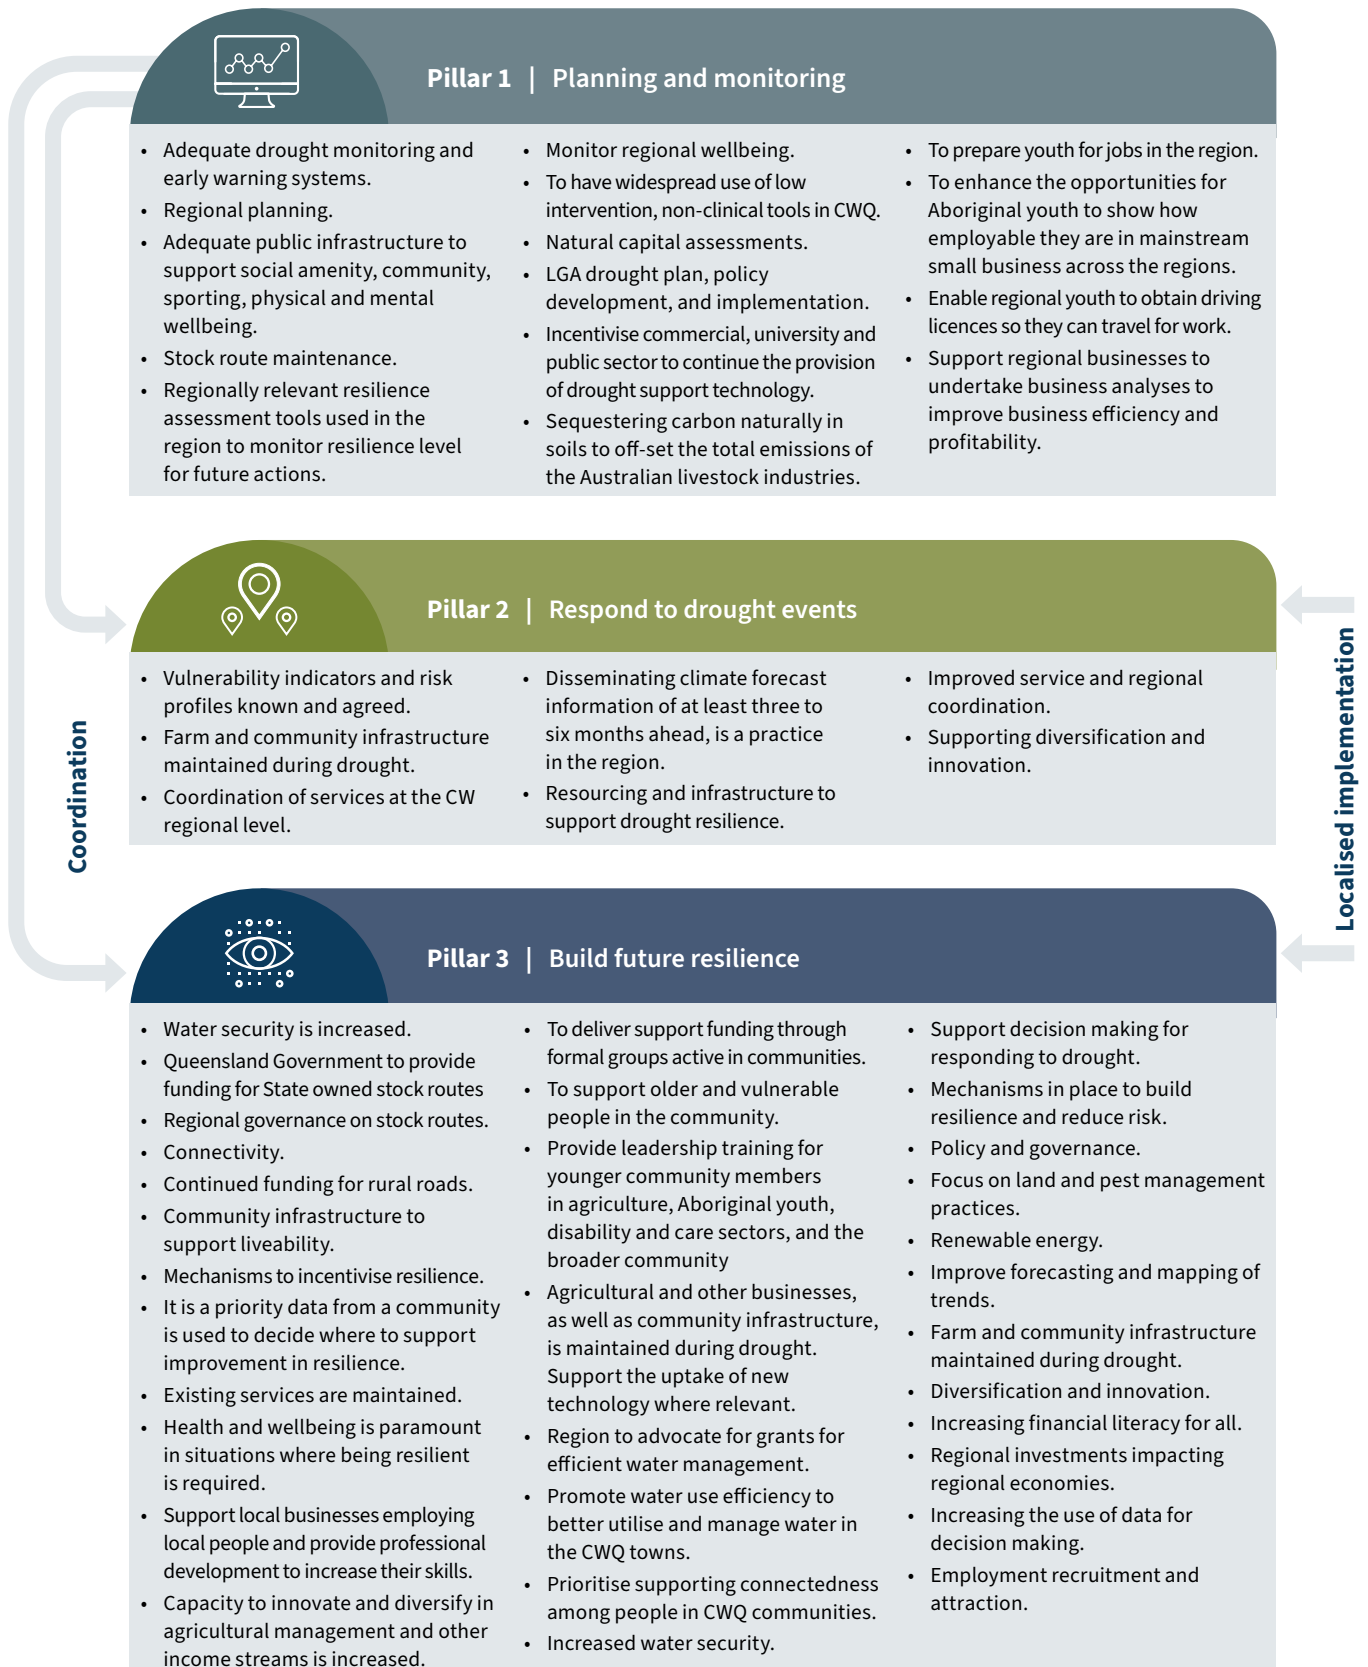 Pillar 1 | Planning and monitoring
• Adequate drought monitoring and
early warning systems.
• Regional planning.
• Adequate public infrastructure to
support social amenity, community,
sporting, physical and mental
wellbeing.
• Stock route maintenance.
• Regionally relevant resilience
assessment tools used in the
region to monitor resilience level
for future actions.
• Monitor regional wellbeing.
• To have widespread use of low
intervention, non-clinical tools in CWQ.
• Natural capital assessments.
• LGA drought plan, policy
development, and implementation.
• Incentivise commercial, university and
public sector to continue the provision
of drought support technology.
• Sequestering carbon naturally in
soils to off-set the total emissions of
the Australian livestock industries.
• To prepare youth for jobs in the region.
• To enhance the opportunities for
Aboriginal youth to show how
employable they are in mainstream
small business across the regions.
• Enable regional youth to obtain driving
licences so they can travel for work.
• Support regional businesses to
undertake business analyses to
improve business efficiency and
profitability.
Pillar 2 | Respond to drought events
• Vulnerability indicators and risk
profiles known and agreed.
• Farm and community infrastructure
maintained during drought.
• Coordination of services at the CW
regional level.
• Disseminating climate forecast
information of at least three to
six months ahead, is a practice
in the region.
• Resourcing and infrastructure to
support drought resilience.
• Improved service and regional
coordination.
• Supporting diversification and
innovation.
Coordination
Localised implementation
Pillar 3 | Build future resilience
• Water security is increased.
• Queensland Government to provide
funding for State owned stock routes
• Regional governance on stock routes.
• Connectivity.
• Continued funding for rural roads.
• Community infrastructure to
support liveability.
• Mechanisms to incentivise resilience.
• It is a priority data from a community
is used to decide where to support
improvement in resilience.
• Existing services are maintained.
• Health and wellbeing is paramount
in situations where being resilient
is required.
• Support local businesses employing
local people and provide professional
development to increase their skills.
• Capacity to innovate and diversify in
agricultural management and other
income streams is increased.
• To deliver support funding through
formal groups active in communities.
• To support older and vulnerable
people in the community.
• Provide leadership training for
younger community members
in agriculture, Aboriginal youth,
disability and care sectors, and the
broader community
• Agricultural and other businesses,
as well as community infrastructure,
is maintained during drought.
Support the uptake of new
technology where relevant.
• Region to advocate for grants for
efficient water management.
• Promote water use efficiency to
better utilise and manage water in
the CWQ towns.
• Prioritise supporting connectedness
among people in CWQ communities.
• Increased water security.
• Support decision making for
responding to drought.
• Mechanisms in place to build
resilience and reduce risk.
• Policy and governance.
• Focus on land and pest management
practices.
• Renewable energy.
• Improve forecasting and mapping of
trends.
• Farm and community infrastructure
maintained during drought.
• Diversification and innovation.
• Increasing financial literacy for all.
• Regional investments impacting
regional economies.
• Increasing the use of data for
decision making.
• Employment recruitment and
attraction.